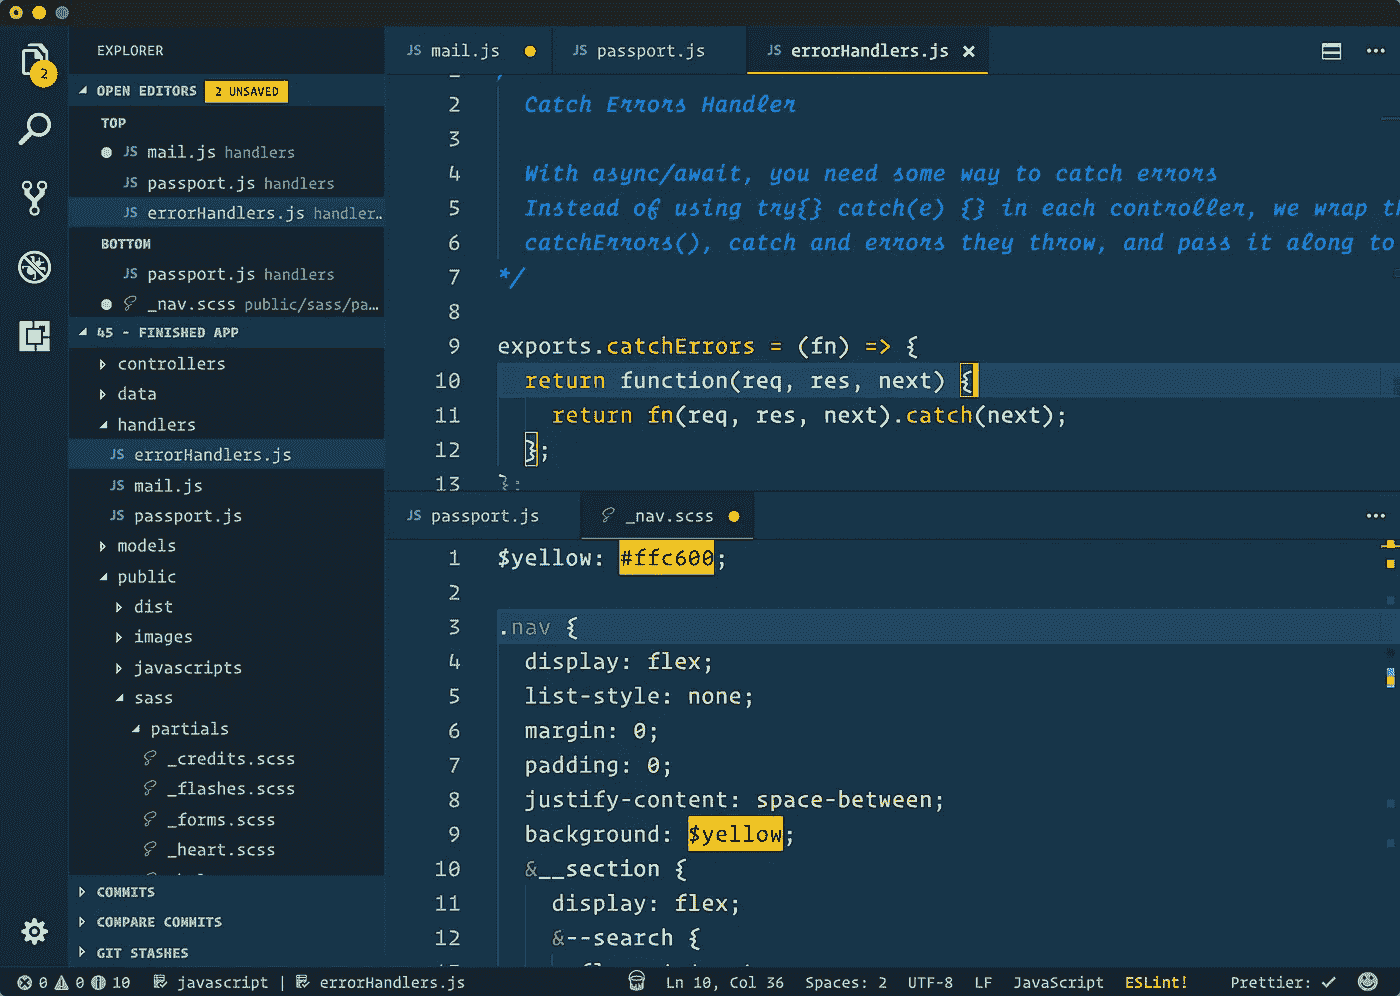 2
EXPLORER
OPEN EDITORS 2 UNSAVED
TOP
JS mail.js handlers
JS passport.js handlers
JS errorHandlers.js handler…
BOTTOM
JS passport.js handlers
_nav.scss public/sass/pa…
45 - FINISHED APP
controllers
data
handlers
JS errorHandlers.js
JS mail.js
JS passport.js
models
public
dist
images
javascripts
sass
partials
_credits.scss
_flashes.scss
_forms.scss
_heart.scss
COMMITS
COMPARE COMMITS
GIT STASHES
JS mail.js JS passport.js JS errorHandlers.js ×
2 Catch Errors Handler
3
4 With async/await, you need some way to catch errors
5 Instead of using try{} catch(e) {} in each controller, we wrap
6 catchErrors(), catch and errors they throw, and pass it along to
7 */
8
9 exports.catchErrors = (fn) => {
10 return function(req, res, next) {
11 return fn(req, res, next).catch(next);
12 };
13 };
JS passport.js _nav.scss
1 $yellow: #ffc600;
2
3 .nav {
4 display: flex;
5 list-style: none;
6 margin: 0;
7 padding: 0;
8 justify-content: space-between;
9 background: $yellow;
10 &__section {
11 display: flex;
12 &--search {
0 0 10 javascript | errorHandlers.js Ln 10, Col 36 Spaces: 2 UTF-8 LF JavaScript ESLint! Prettier: ✓